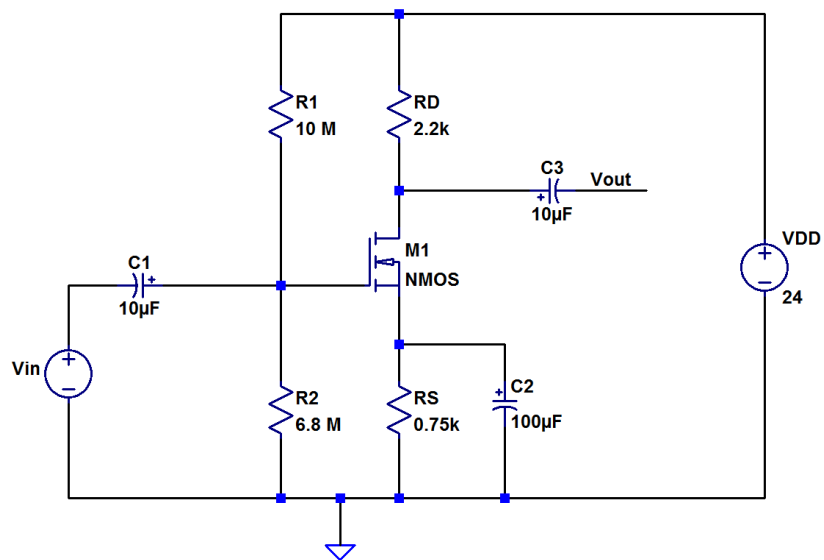 R1
10 M
RD
2.2k
C3
Vout
10µF
VDD
24
M1
NMOS
C1
10µF
Vin
R2
6.8 M
RS
0.75k
C2
100µF